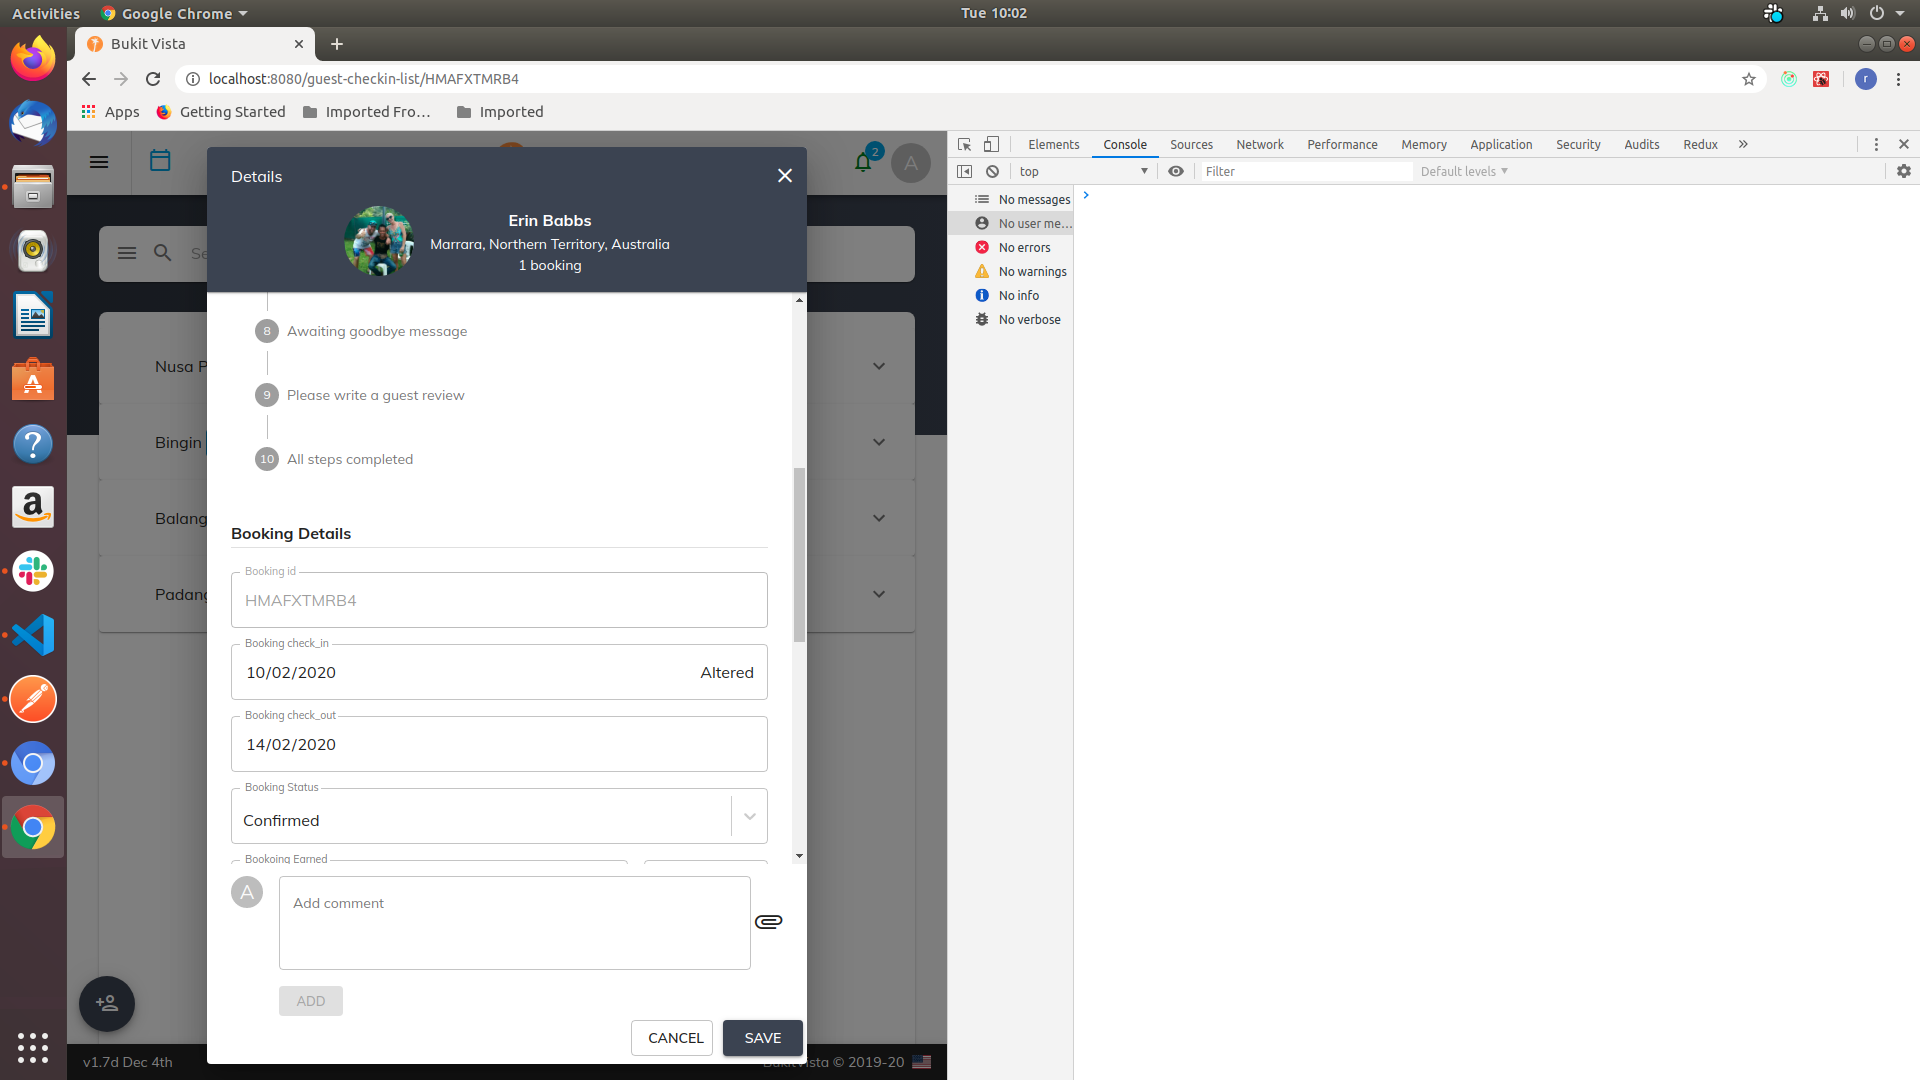 Activities
Google Chrome
Tue 10:02
Bukit Vista
localhost:8080/guest-checkin-list/HMAFXTMRB4
r
Apps
Getting Started
Imported Fro...
Imported
2
A
Details
Erin Babbs
Marrara, Northern Territory, Australia
1 booking
Se
Nusa P
Bingin
Balang
Padang
8 Awaiting goodbye message
9 Please write a guest review
10 All steps completed
Booking Details
Booking id
HMAFXTMRB4
Booking check_in
10/02/2020
Altered
Booking check_out
14/02/2020
Booking Status
Confirmed
Bookoing Earned
A
Add comment
ADD
CANCEL
SAVE
v1.7d Dec 4th
BukitVista © 2019-20
Elements
Console
Sources
Network
Performance
Memory
Application
Security
Audits
Redux
top
Filter
Default levels
No messages
No user me...
No errors
No warnings
No info
No verbose